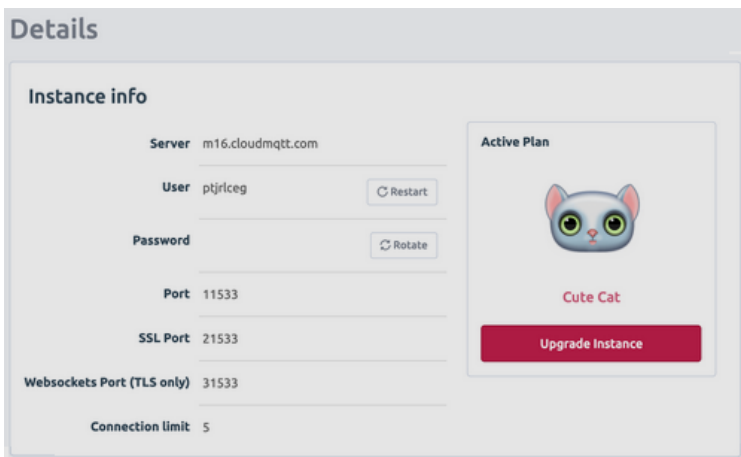 Details
Instance info
Server m16.cloudmqtt.com
User ptjrlceg Restart
Password Rotate
Port 11533
SSL Port 21533
Websockets Port (TLS only) 31533
Connection limit 5
Active Plan
Cute Cat
Upgrade Instance